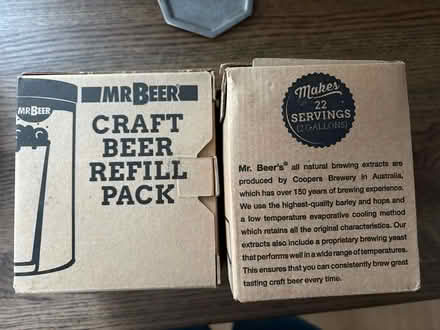 MRBEER
MRBEER®
CRAFT
BEER
REFILL
PACK
Makes
22
SERVINGS
(2 GALLONS)
Mr. Beer's® all natural brewing extracts are
produced by Coopers Brewery in Australia,
which has over 150 years of brewing experience.
We use the highest-quality barley and hops and
a low temperature evaporative cooling method
which retains all the original characteristics. Our
extracts also include a proprietary brewing yeast
that performs well in a wide range of temperatures.
This ensures that you can consistently brew great
tasting craft beer every time.